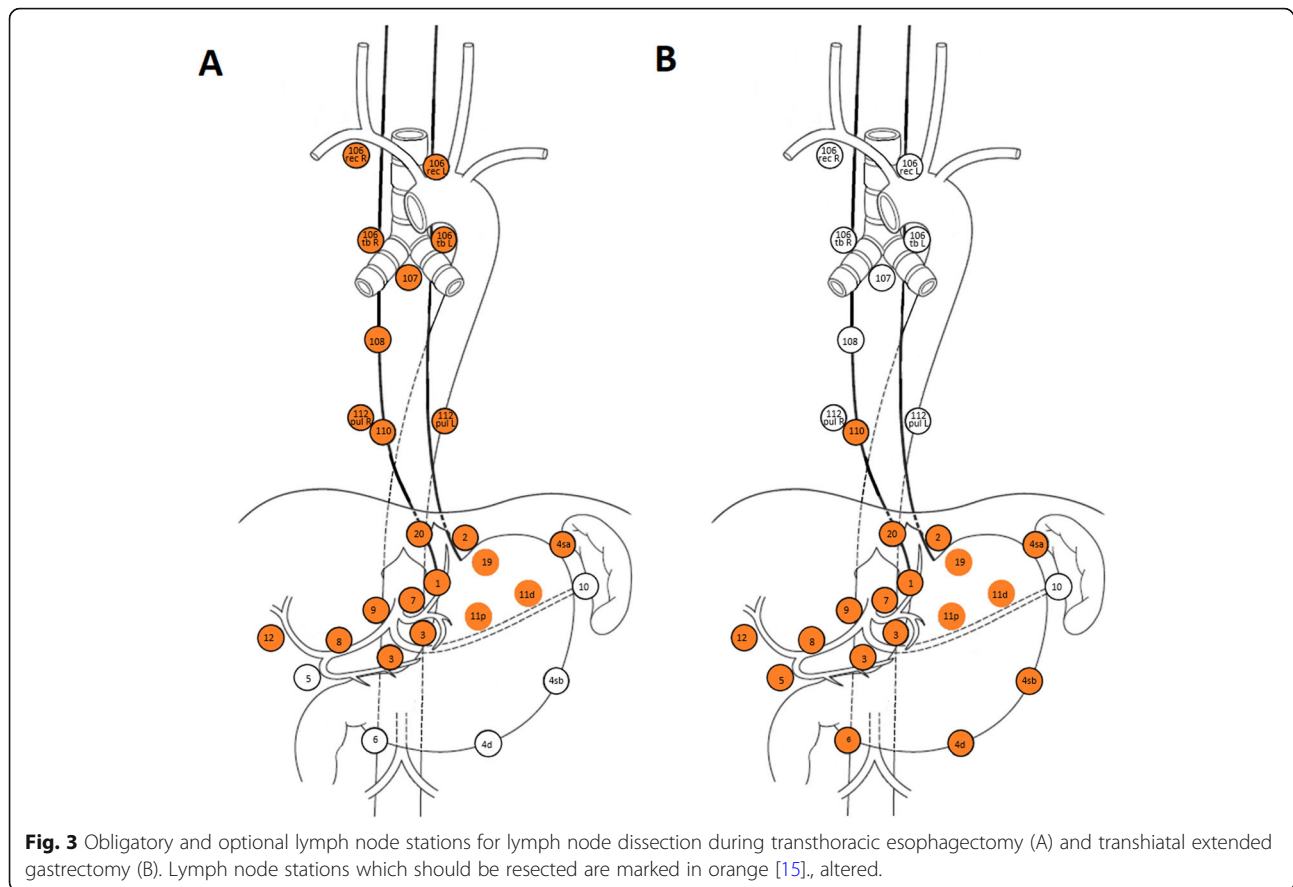 A
B
106
rec R
106
rec L
106
tb R
106
tb L
107
108
112
pul R
110
112
pul L
20
2
19
4sa
1
10
7
11d
9
11p
3
12
8
3
5
4sb
6
4d
106
rec R
106
rec L
106
tb R
106
tb L
107
108
112
pul R
110
112
pul L
20
2
19
4sa
1
10
7
11d
9
11p
3
12
8
3
5
4sb
6
4d
Fig. 3 Obligatory and optional lymph node stations for lymph node dissection during transthoracic esophagectomy (A) and transhiatal extended
gastrectomy (B). Lymph node stations which should be resected are marked in orange [15]., altered.